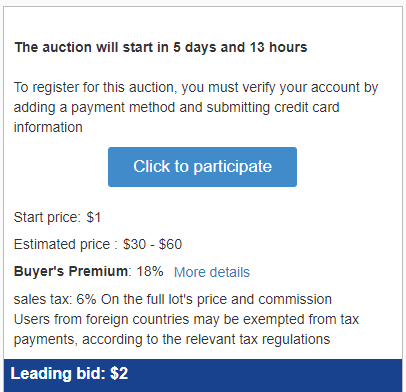 The auction will start in 5 days and 13 hours
To register for this auction, you must verify your account by
adding a payment method and submitting credit card
information
Click to participate
Start price: $1
Estimated price : $30 - $60
Buyer's Premium: 18% More details
sales tax: 6% On the full lot's price and commission
Users from foreign countries may be exempted from tax
payments, according to the relevant tax regulations
Leading bid: $2